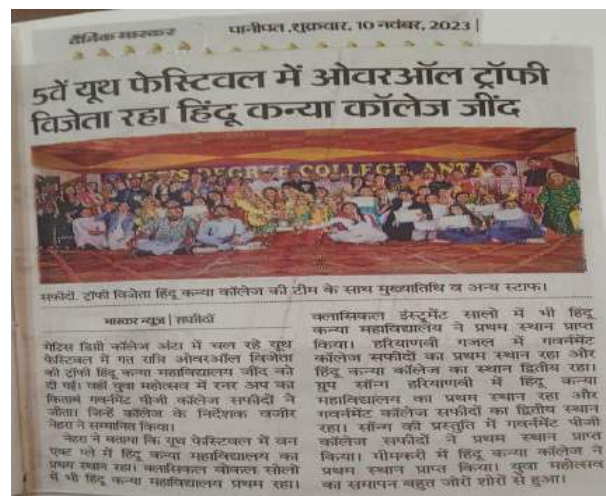 दैनिक भास्कर
पानीपत, शुक्रवार, 10 नवंबर, 2023
5वें यूथ फेस्टिवल में ओवरऑल ट्रॉफी
विजेता रहा हिंदू कन्या कॉलेज जींद
DEGREE COLLEGE, ANTA
सफीदों. ट्रॉफी विजेता हिंदू कन्या कॉलेज की टीम के साथ मुख्यातिथि व अन्य स्टाफ।
भास्कर न्यूज | सफीदों
मेटिस डिग्री कॉलेज अंटा में चल रहे यूथ
फेस्टिवल में गत रात्रि ओवरऑल विजेता
की ट्रॉफी हिंदू कन्या महाविद्यालय जींद को
दी गई। वहीं युवा महोत्सव में रनर अप का
किताब गवर्नमेंट पीजी कॉलेज सफीदों ने
जीता। जिन्हें कॉलेज के निर्देशक वजीर
नेहरा ने सम्मानित किया।
नेहरा ने बताया कि यूथ फेस्टिवल में वन
एक्ट प्ले में हिंदू कन्या महाविद्यालय का
प्रथम स्थान रहा। क्लासिकल वोकल सोलो
में भी हिंदू कन्या महाविद्यालय प्रथम रहा।
क्लासिकल इंस्ट्रूमेंट सालो में भी हिंदू
कन्या महाविद्यालय ने प्रथम स्थान प्राप्त
किया। हरियाणवी गजल में गवर्नमेंट
कॉलेज सफीदों का प्रथम स्थान रहा और
हिंदू कन्या कॉलेज का स्थान द्वितीय रहा।
ग्रुप सॉन्ग हरियाणवी में हिंदू कन्या
महाविद्यालय का प्रथम स्थान रहा और
गवर्नमेंट कॉलेज सफीदों का द्वितीय स्थान
रहा। सॉन्ग की प्रस्तुति में गवर्नमेंट पीजी
कॉलेज सफीदों ने प्रथम स्थान प्राप्त
किया। मीमकरी में हिंदू कन्या कॉलेज ने
प्रथम स्थान प्राप्त किया। युवा महोत्सव
का समापन बहुत जोरों शोरों से हुआ।